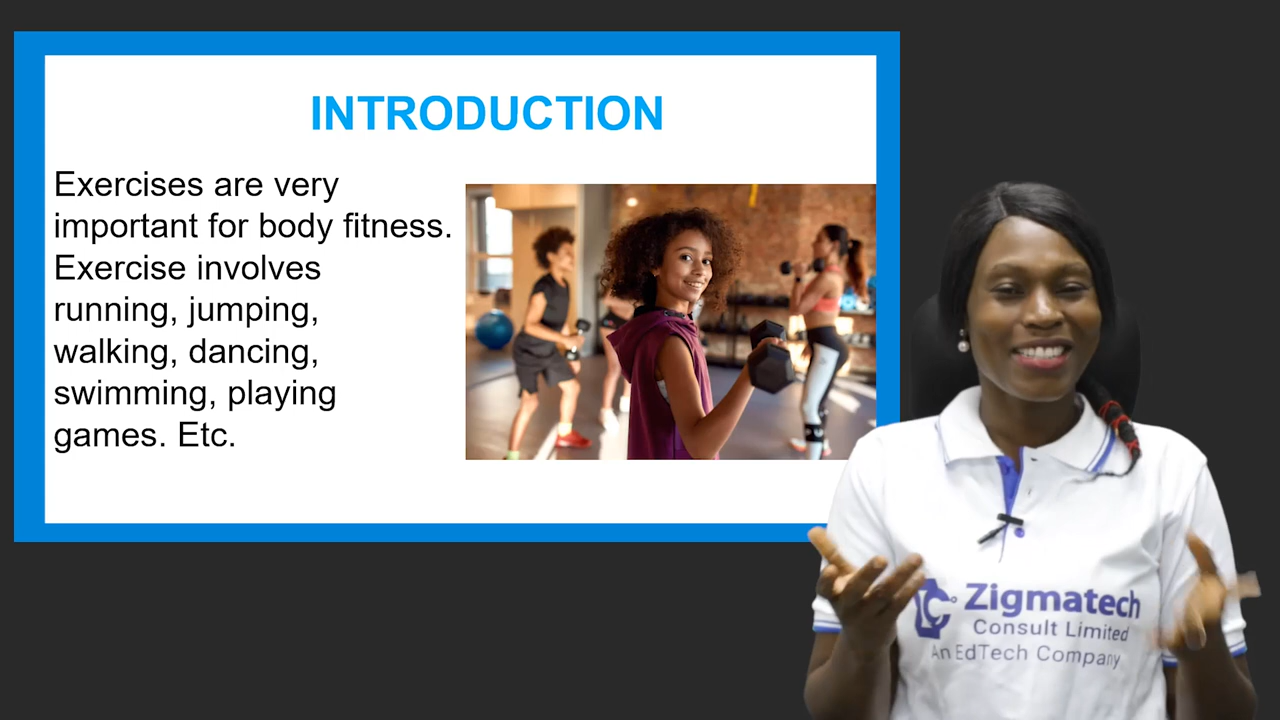 INTRODUCTION
Exercises are very
important for body fitness.
Exercise involves
running, jumping,
walking, dancing,
swimming, playing
games. Etc.
Zigmatech
Consult Limited
An EdTech Company